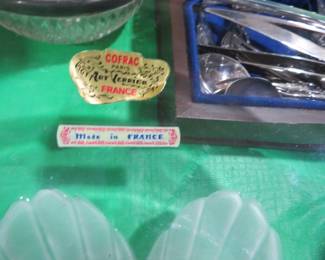 COFRAC
PARIS
Art Verrier
FRANCE
Made in FRANCE